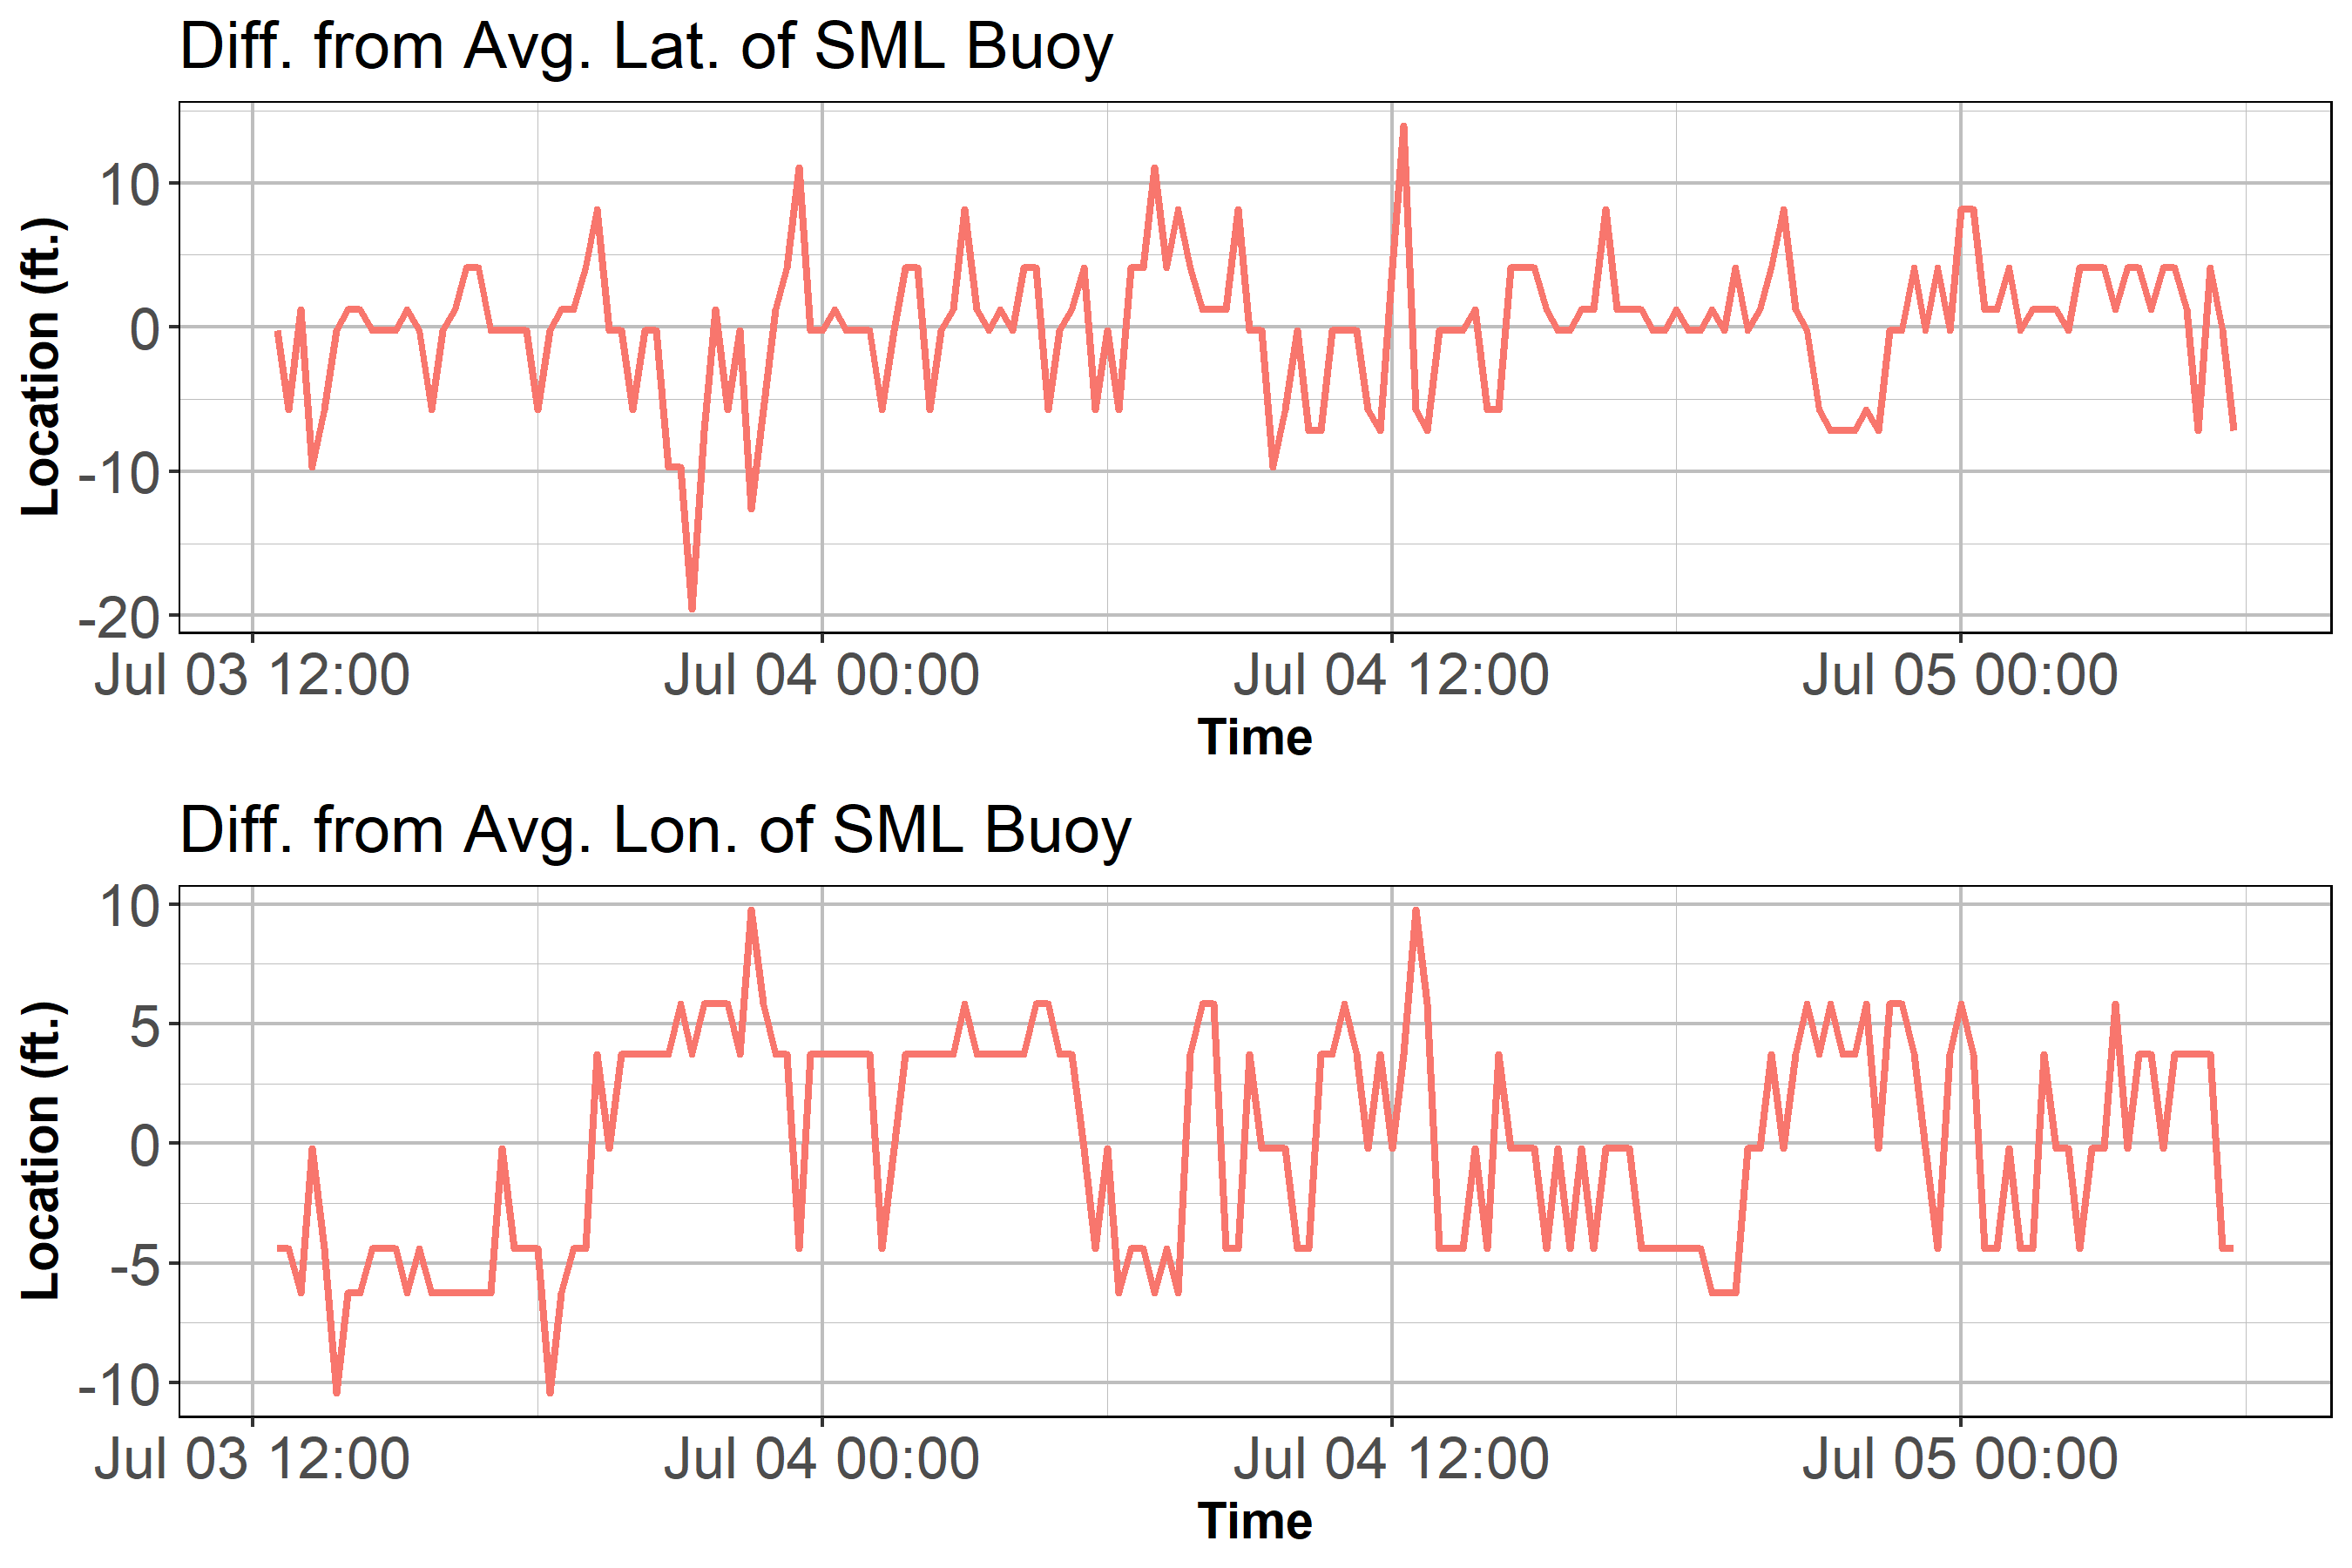 Diff. from Avg. Lat. of SML Buoy
Location (ft.)
10
0
-10
-20
Jul 03 12:00 Jul 04 00:00 Jul 04 12:00 Jul 05 00:00
Time
Diff. from Avg. Lon. of SML Buoy
Location (ft.)
10
5
0
-5
-10
Jul 03 12:00 Jul 04 00:00 Jul 04 12:00 Jul 05 00:00
Time